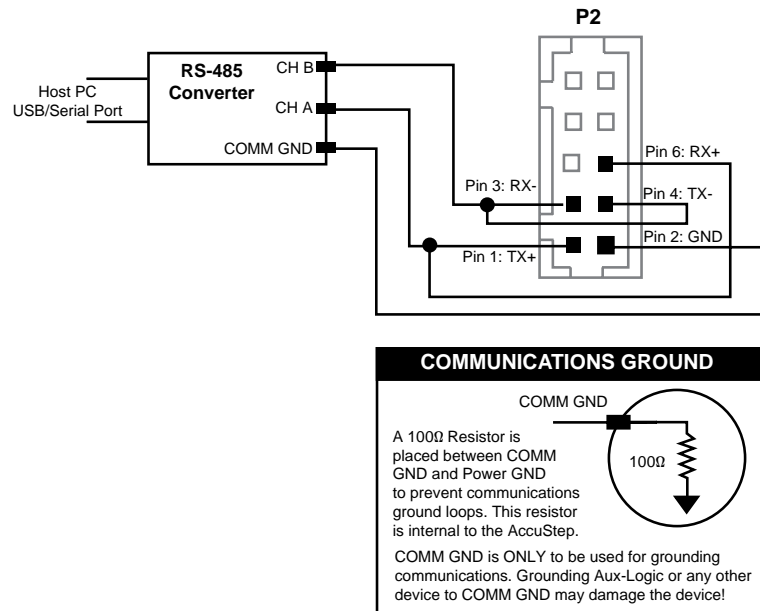 P2
RS-485
Converter
CH B
CH A
COMM GND
Host PC
USB/Serial Port
Pin 6: RX+
Pin 3: RX-
Pin 4: TX-
Pin 2: GND
Pin 1: TX+
COMMUNICATIONS GROUND
COMM GND
100Ω
A 100Ω Resistor is
placed between COMM
GND and Power GND
to prevent communications
ground loops. This resistor
is internal to the AccuStep.
COMM GND is ONLY to be used for grounding
communications. Grounding Aux-Logic or any other
device to COMM GND may damage the device!